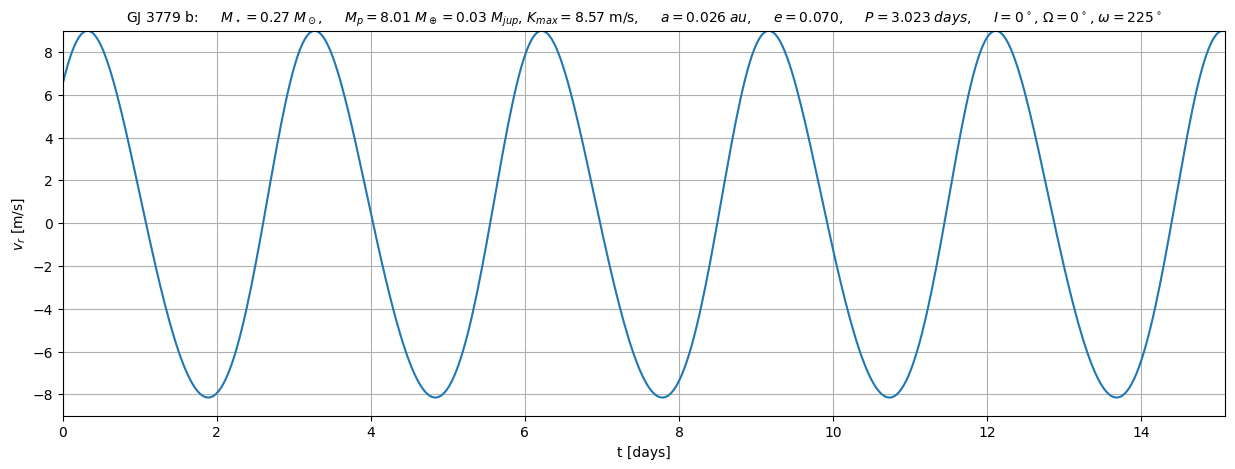 GJ 3779 b: M⋆ = 0.27 M⊙, Mp = 8.01 M⊕ = 0.03 Mjup, Kmax = 8.57 m/s, a = 0.026 au, e = 0.070, P = 3.023 days, I = 0°, Ω = 0°, ω = 225°
8
6
4
2
0
−2
−4
−6
−8
vr [m/s]
0 2 4 6 8 10 12 14
t [days]